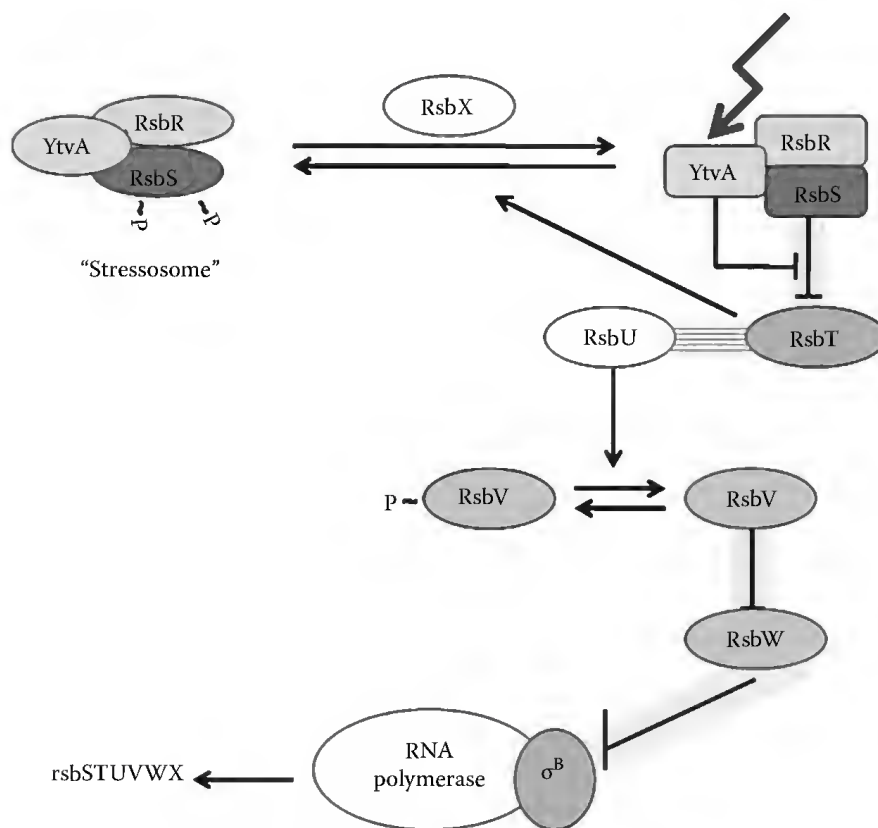 RsbX
RsbR
YtvA
RsbS
~P
~P
"Stressosome"
RsbR
YtvA
RsbS
RsbU
RsbT
P~
RsbV
RsbV
RsbW
RNA
polymerase
σB
rsbSTUVWX